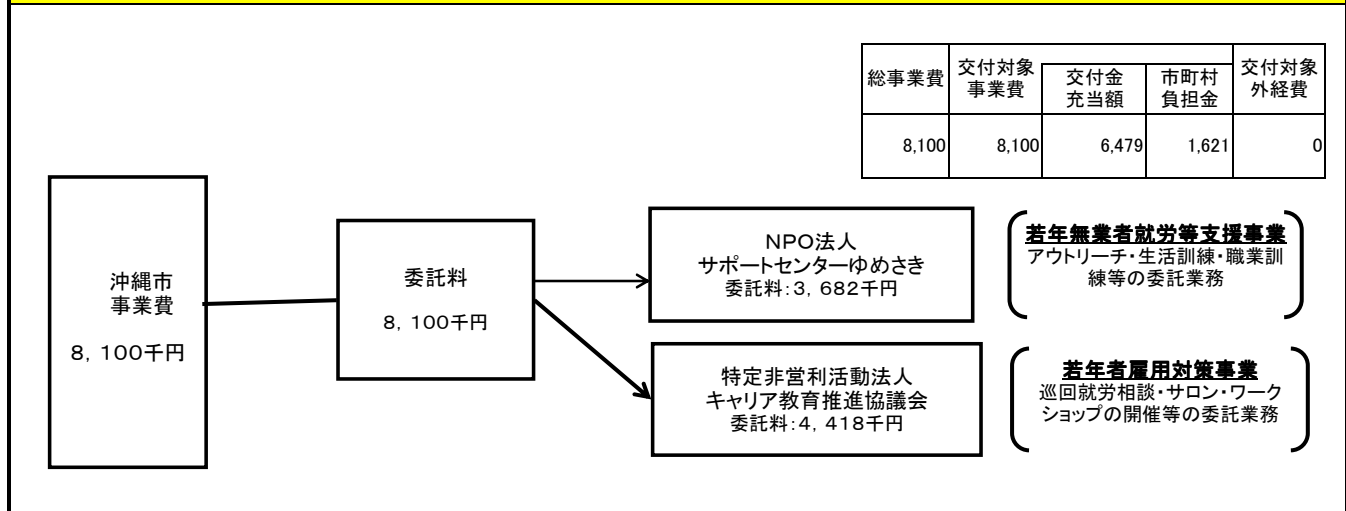 総事業費
交付対象
事業費
交付金
充当額
市町村
負担金
交付対象
外経費
8,100
8,100
6,479
1,621
0
沖縄市
事業費
8，100千円
委託料
8，100千円
NPO法人
サポートセンターゆめさき
委託料：3，682千円
若年無業者就労等支援事業
アウトリーチ・生活訓練・職業訓
練等の委託業務
特定非営利活動法人
キャリア教育推進協議会
委託料：4，418千円
若年者雇用対策事業
巡回就労相談・サロン・ワーク
ショップの開催等の委託業務